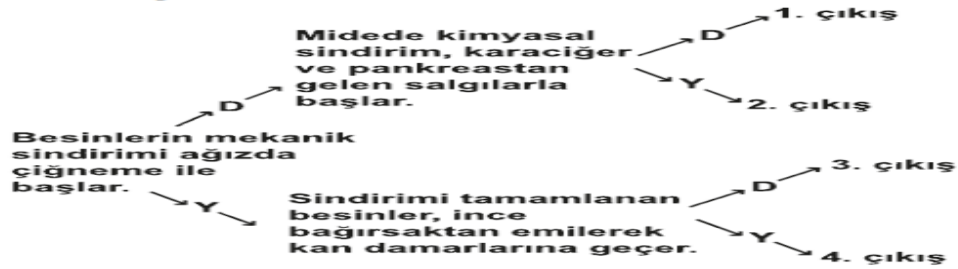 Besinlerin mekanik
sindirimi ağızda
çiğneme ile
başlar.
D
Y
Midede kimyasal
sindirim, karaciğer
ve pankreastan
gelen salgılarla
başlar.
D
1. çıkış
Y
2. çıkış
Sindirimi tamamlanan
besinler, ince
bağırsaktan emilerek
kan damarlarına geçer.
D
3. çıkış
Y
4. çıkış